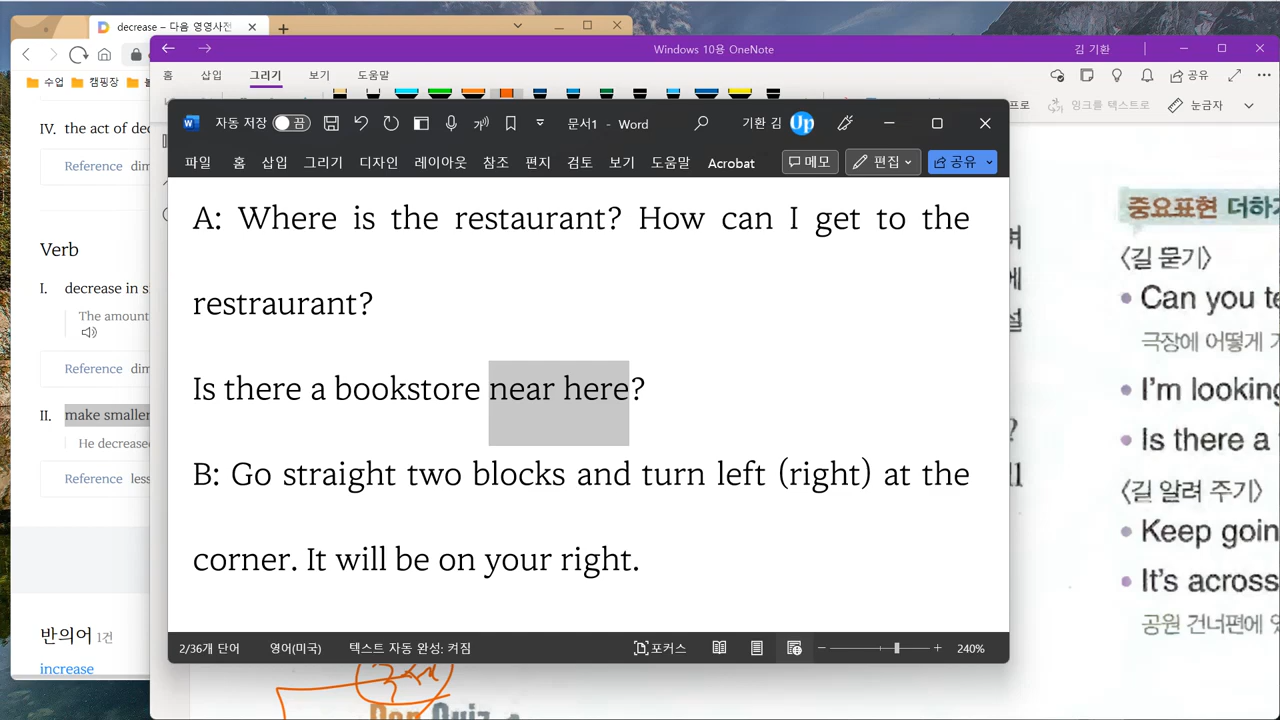 decrease – 다음 영영사전
Windows 10용 OneNote
김 기환
수업
캠핑장
홈
삽입
그리기
보기
도움말
공유
잉크를 텍스트로
눈금자
IV. the act of dec
Reference dim
Verb
I. decrease in s
The amount
Reference dim
II. make smaller
He decreased
Reference less
반의어 1건
increase
자동 저장 끔
문서1 - Word
기환 김
Up
파일 홈 삽입 그리기 디자인 레이아웃 참조 편지 검토 보기 도움말 Acrobat
메모
편집
공유
A: Where is the restaurant? How can I get to the
restraurant?
Is there a bookstore near here?
B: Go straight two blocks and turn left (right) at the
corner. It will be on your right.
2/36개 단어
영어(미국)
텍스트 자동 완성: 켜짐
포커스
240%
중요표현 더하기
<길 묻기>
• Can you te
극장에 어떻게 가
• I'm looking
• Is there a
<길 알려 주기>
• Keep goin
• It's across
공원 건너편에 있
Pop Quiz